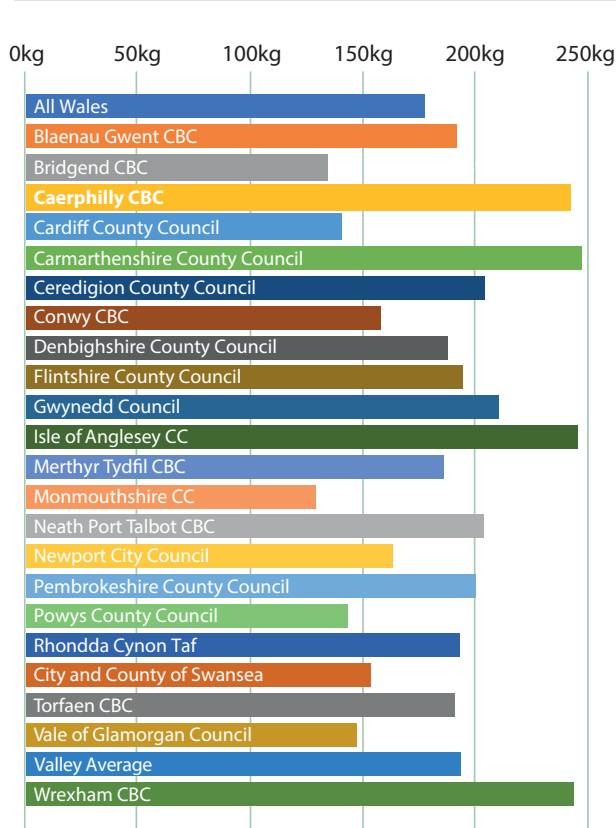 0kg 50kg 100kg 150kg 200kg 250kg
All Wales
Blaenau Gwent CBC
Bridgend CBC
Caerphilly CBC
Cardiff County Council
Carmarthenshire County Council
Ceredigion County Council
Conwy CBC
Denbighshire County Council
Flintshire County Council
Gwynedd Council
Isle of Anglesey CC
Merthyr Tydfil CBC
Monmouthshire CC
Neath Port Talbot CBC
Newport City Council
Pembrokeshire County Council
Powys County Council
Rhondda Cynon Taf
City and County of Swansea
Torfaen CBC
Vale of Glamorgan Council
Valley Average
Wrexham CBC